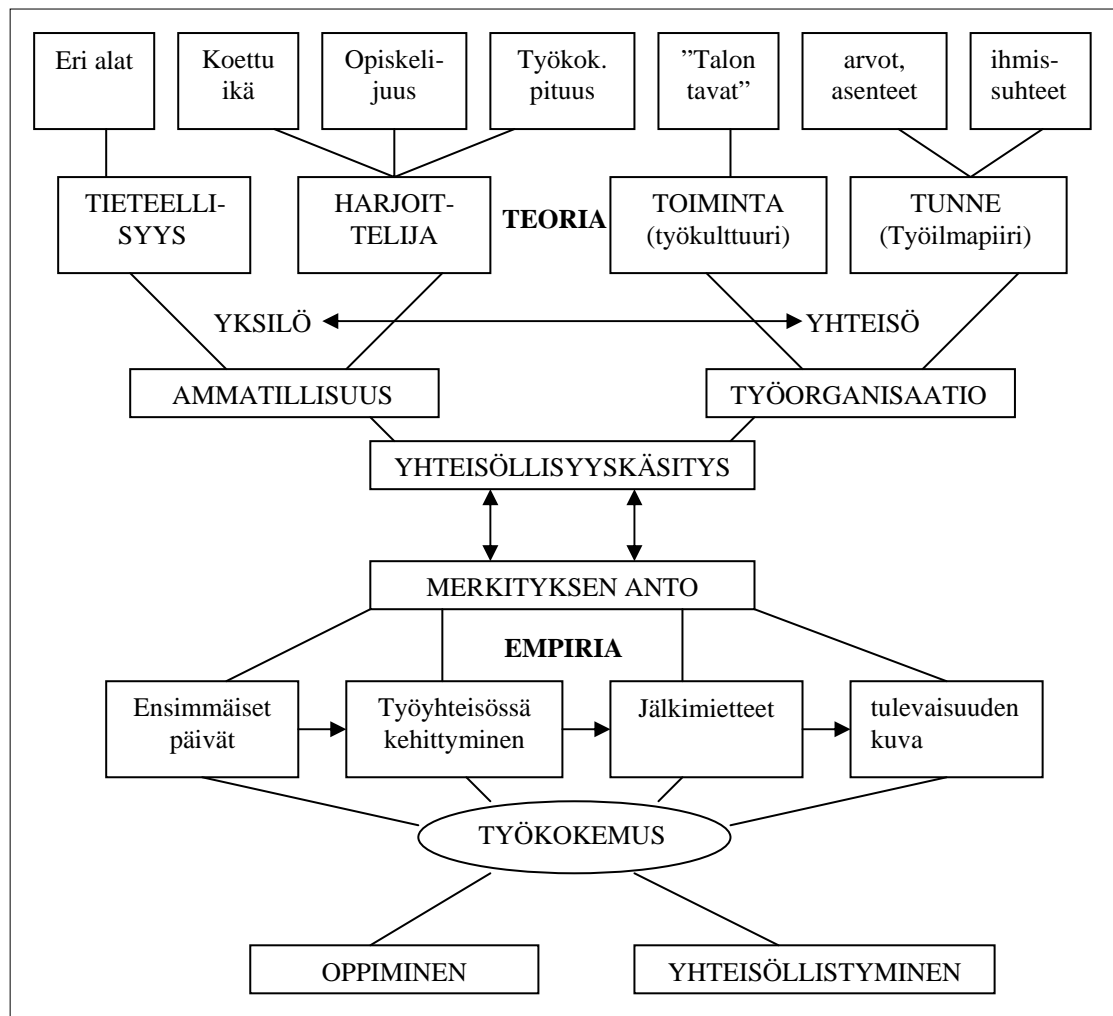 Eri alat
Koettu
ikä
Opiskeli-
juus
Työkok.
pituus
”Talon
tavat”
arvot,
asenteet
ihmis-
suhteet
TIETEELLI-
SYYS
HARJOIT-
TELIJA
TEORIA
TOIMINTA
(työkulttuuri)
TUNNE
(Työilmapiiri)
YKSILÖ
YHTEISÖ
AMMATILLISUUS
TYÖORGANISAATIO
YHTEISÖLLISYYSKÄSITYS
MERKITYKSEN ANTO
EMPIRIA
Ensimmäiset
päivät
Työyhteisössä
kehittyminen
Jälkimietteet
tulevaisuuden
kuva
TYÖKOKEMUS
OPPIMINEN
YHTEISÖLLISTYMINEN